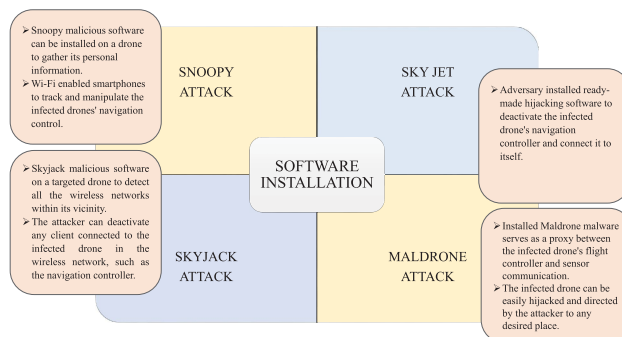 ➢ Snoopy malicious software
can be installed on a drone
to gather its personal
information.
➢ Wi-Fi enabled smartphones
to track and manipulate the
infected drones' navigation
control.
SNOOPY
ATTACK
SKY JET
ATTACK
➢ Adversary installed ready-
made hijacking software to
deactivate the infected
drone's navigation
controller and connect it to
itself.
SOFTWARE
INSTALLATION
➢ Skyjack malicious software
on a targeted drone to detect
all the wireless networks
within its vicinity.
➢ The attacker can deactivate
any client connected to the
infected drone in the
wireless network, such as
the navigation controller.
SKYJACK
ATTACK
MALDRONE
ATTACK
➢ Installed Maldrone malware
serves as a proxy between
the infected drone's flight
controller and sensor
communication.
➢ The infected drone can be
easily hijacked and directed
by the attacker to any
desired place.